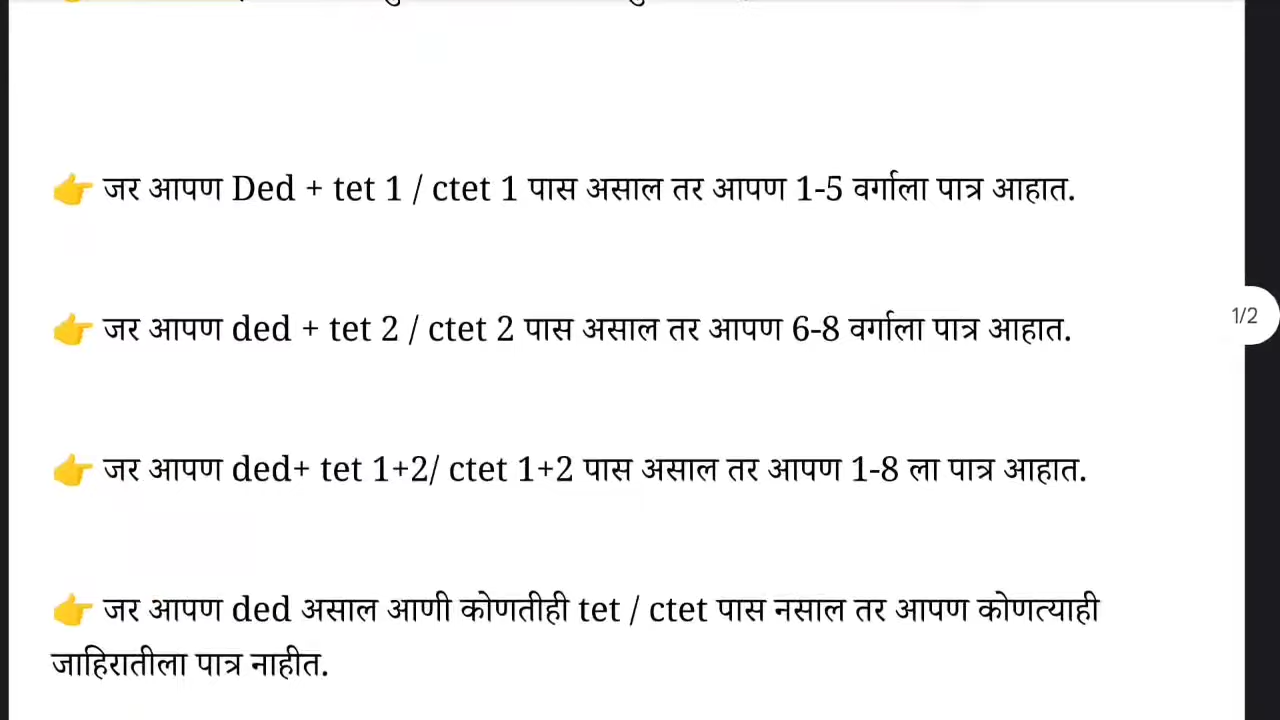 👉 जर आपण Ded + tet 1 / ctet 1 पास असाल तर आपण 1-5 वर्गाला पात्र आहात.
👉 जर आपण ded + tet 2 / ctet 2 पास असाल तर आपण 6-8 वर्गाला पात्र आहात.
1/2
👉 जर आपण ded+ tet 1+2/ ctet 1+2 पास असाल तर आपण 1-8 ला पात्र आहात.
👉 जर आपण ded असाल आणी कोणतीही tet / ctet पास नसाल तर आपण कोणत्याही
जाहिरातीला पात्र नाहीत.